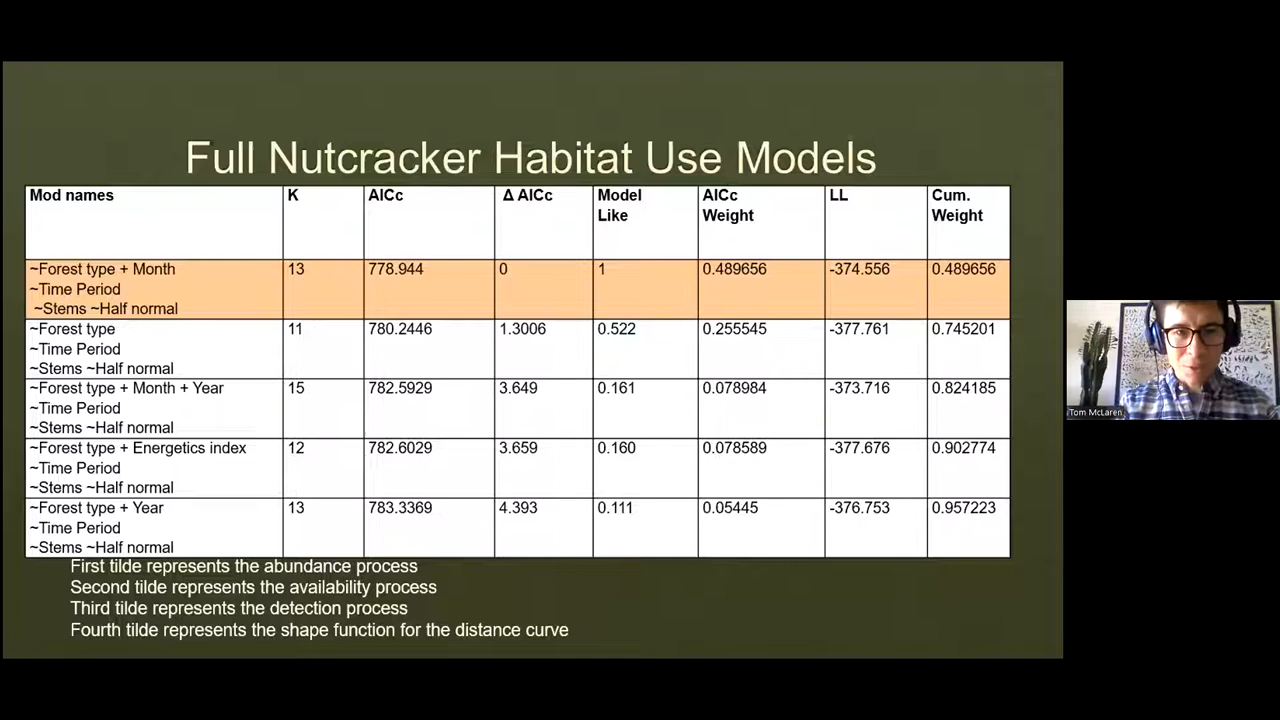 Full Nutcracker Habitat Use Models
Mod names K AICc Δ AICc Model Like AICc Weight LL Cum. Weight
~Forest type + Month 13 778.944 0 1 0.489656 -374.556 0.489656
~Time Period
~Stems ~Half normal
~Forest type 11 780.2446 1.3006 0.522 0.255545 -377.761 0.745201
~Time Period
~Stems ~Half normal
~Forest type + Month + Year 15 782.5929 3.649 0.161 0.078984 -373.716 0.824185
~Time Period
~Stems ~Half normal
~Forest type + Energetics index 12 782.6029 3.659 0.160 0.078589 -377.676 0.902774
~Time Period
~Stems ~Half normal
~Forest type + Year 13 783.3369 4.393 0.111 0.05445 -376.753 0.957223
~Time Period
~Stems ~Half normal
First tilde represents the abundance process
Second tilde represents the availability process
Third tilde represents the detection process
Fourth tilde represents the shape function for the distance curve
Tom McLaren